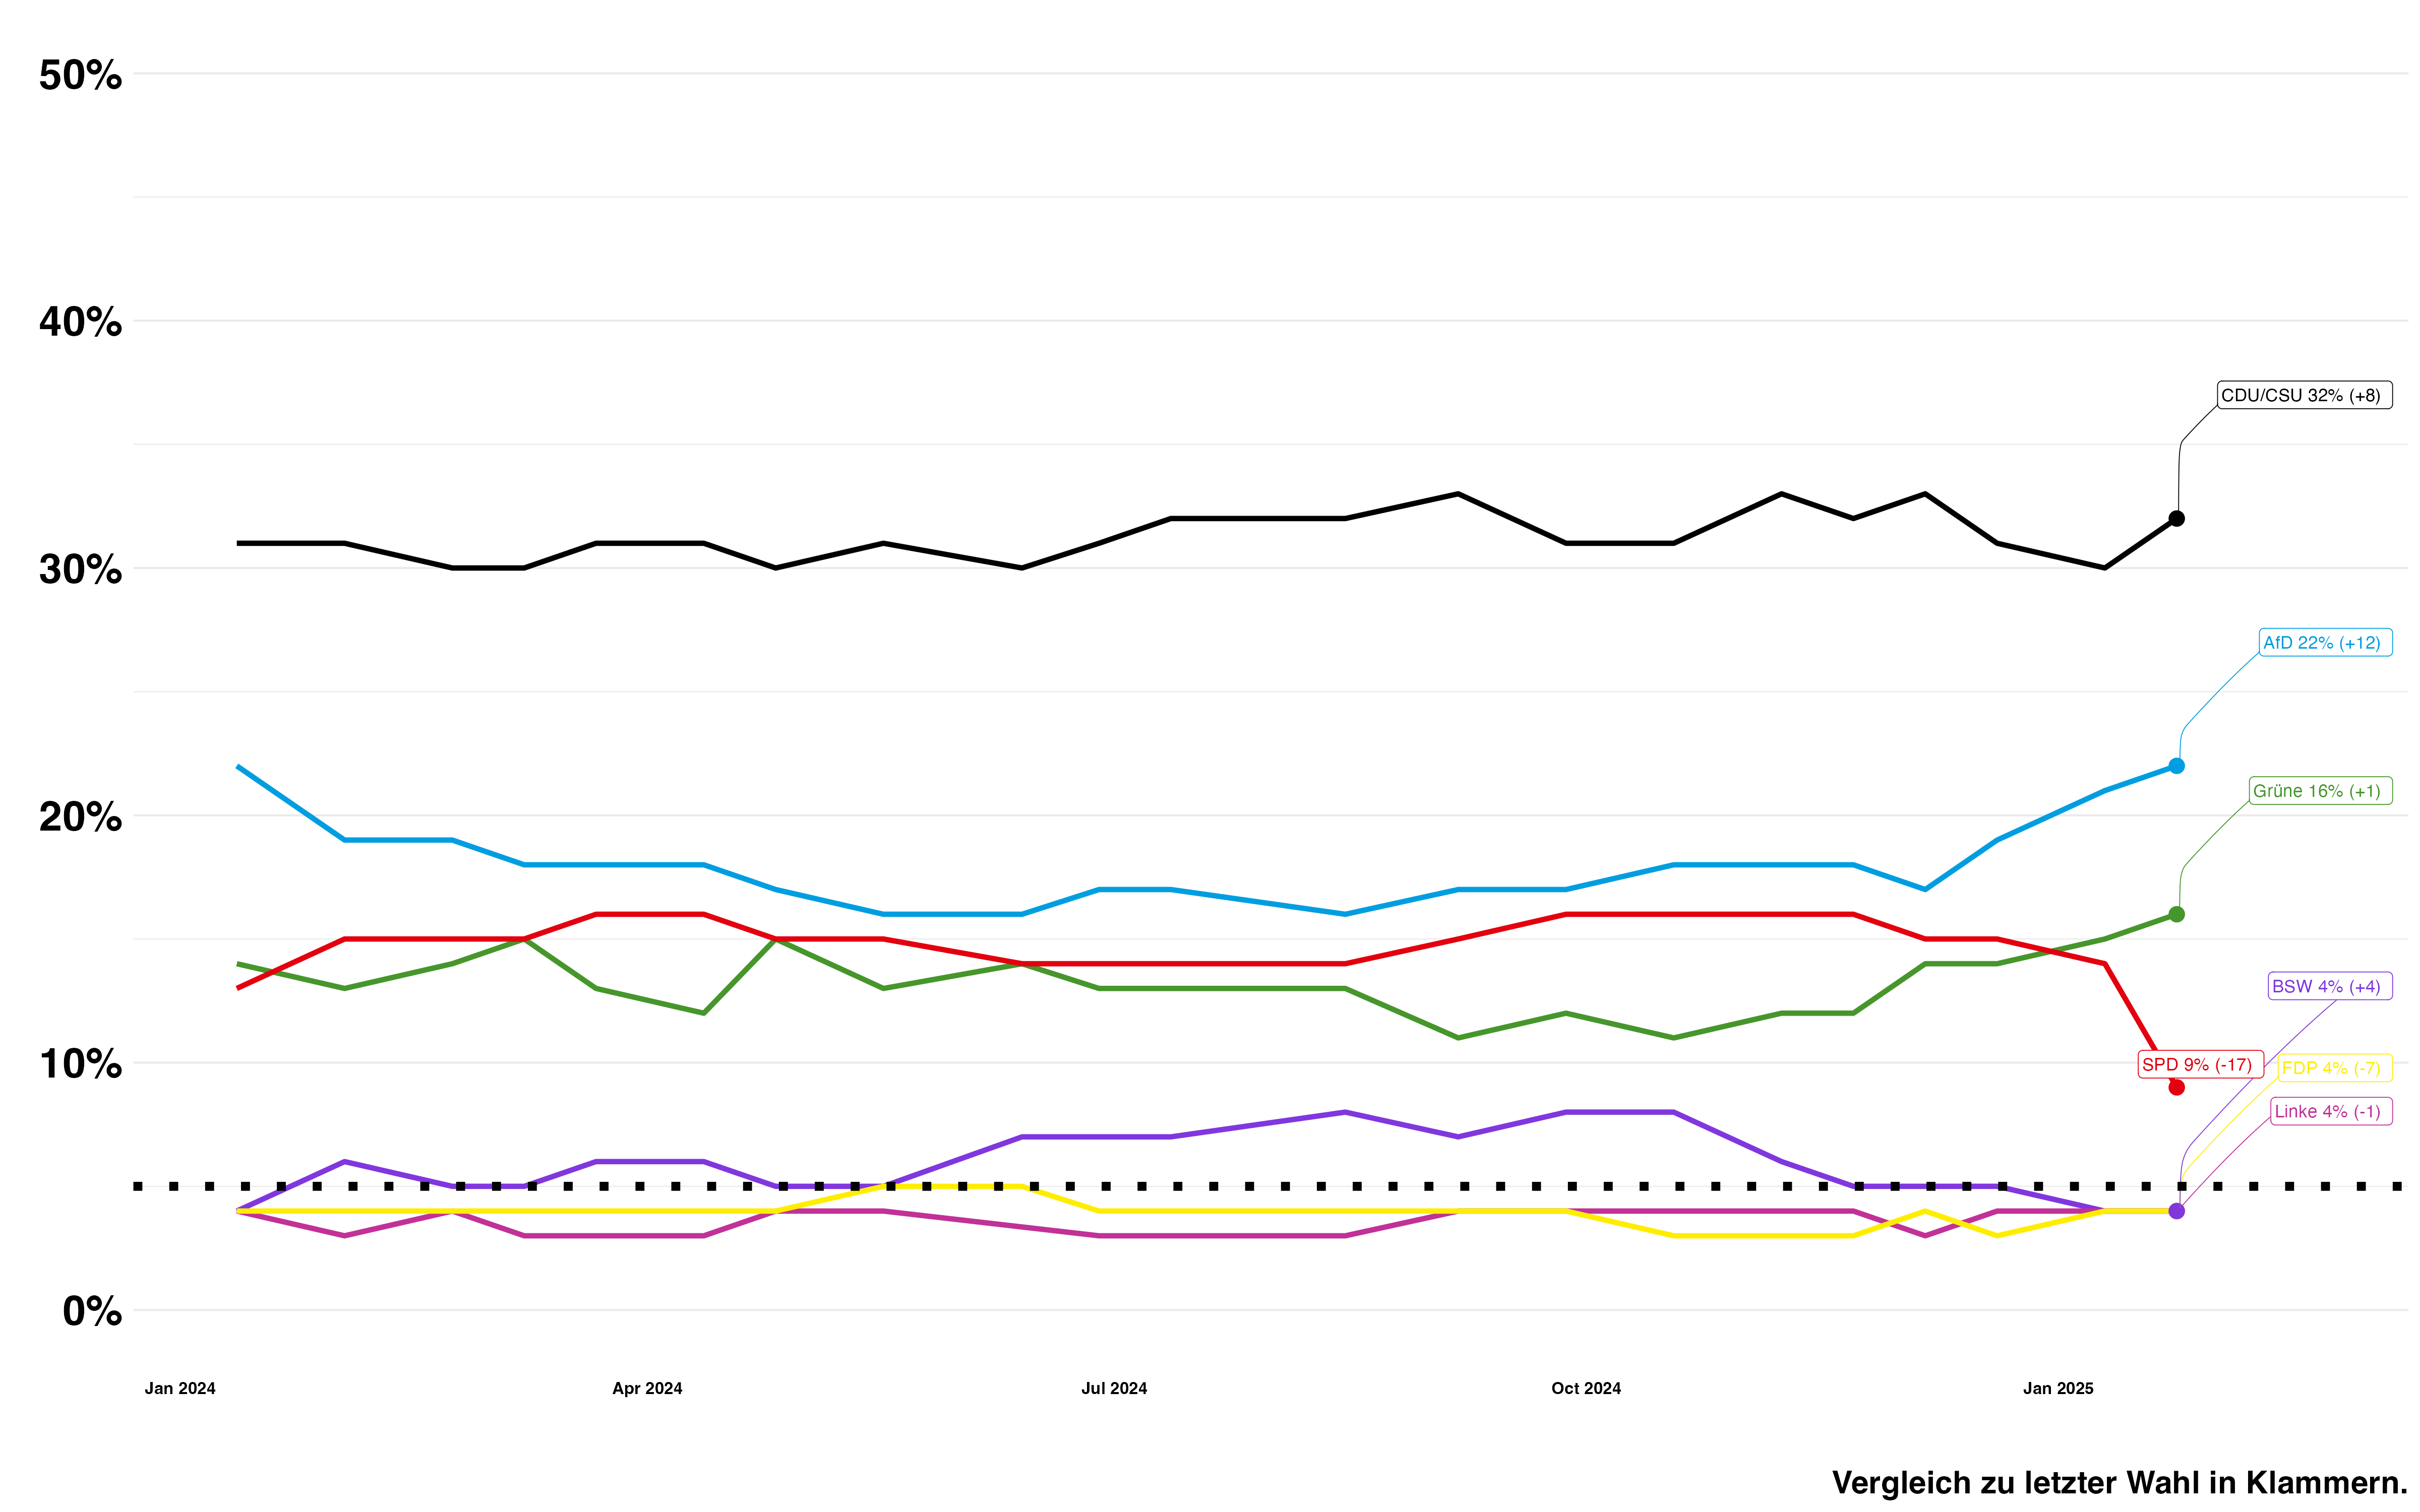 50%
40%
30%
20%
10%
0%
CDU/CSU 32% (+8)
AfD 22% (+12)
Grüne 16% (+1)
BSW 4% (+4)
SPD 9% (-17)
FDP 4% (-7)
Linke 4% (-1)
Jan 2024
Apr 2024
Jul 2024
Oct 2024
Jan 2025
Vergleich zu letzter Wahl in Klammern.